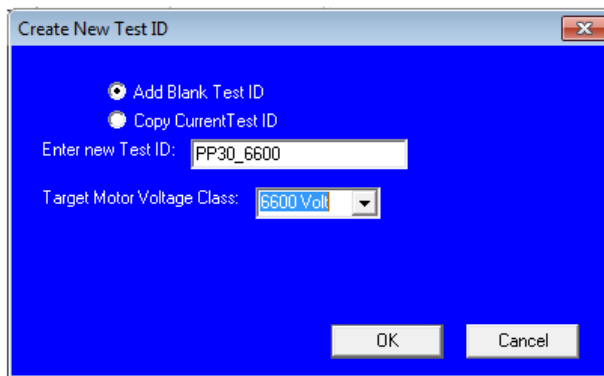 Create New Test ID
Add Blank Test ID
Copy CurrentTest ID
Enter new Test ID: PP30_6600
Target Motor Voltage Class: 6600 Volt
OK Cancel